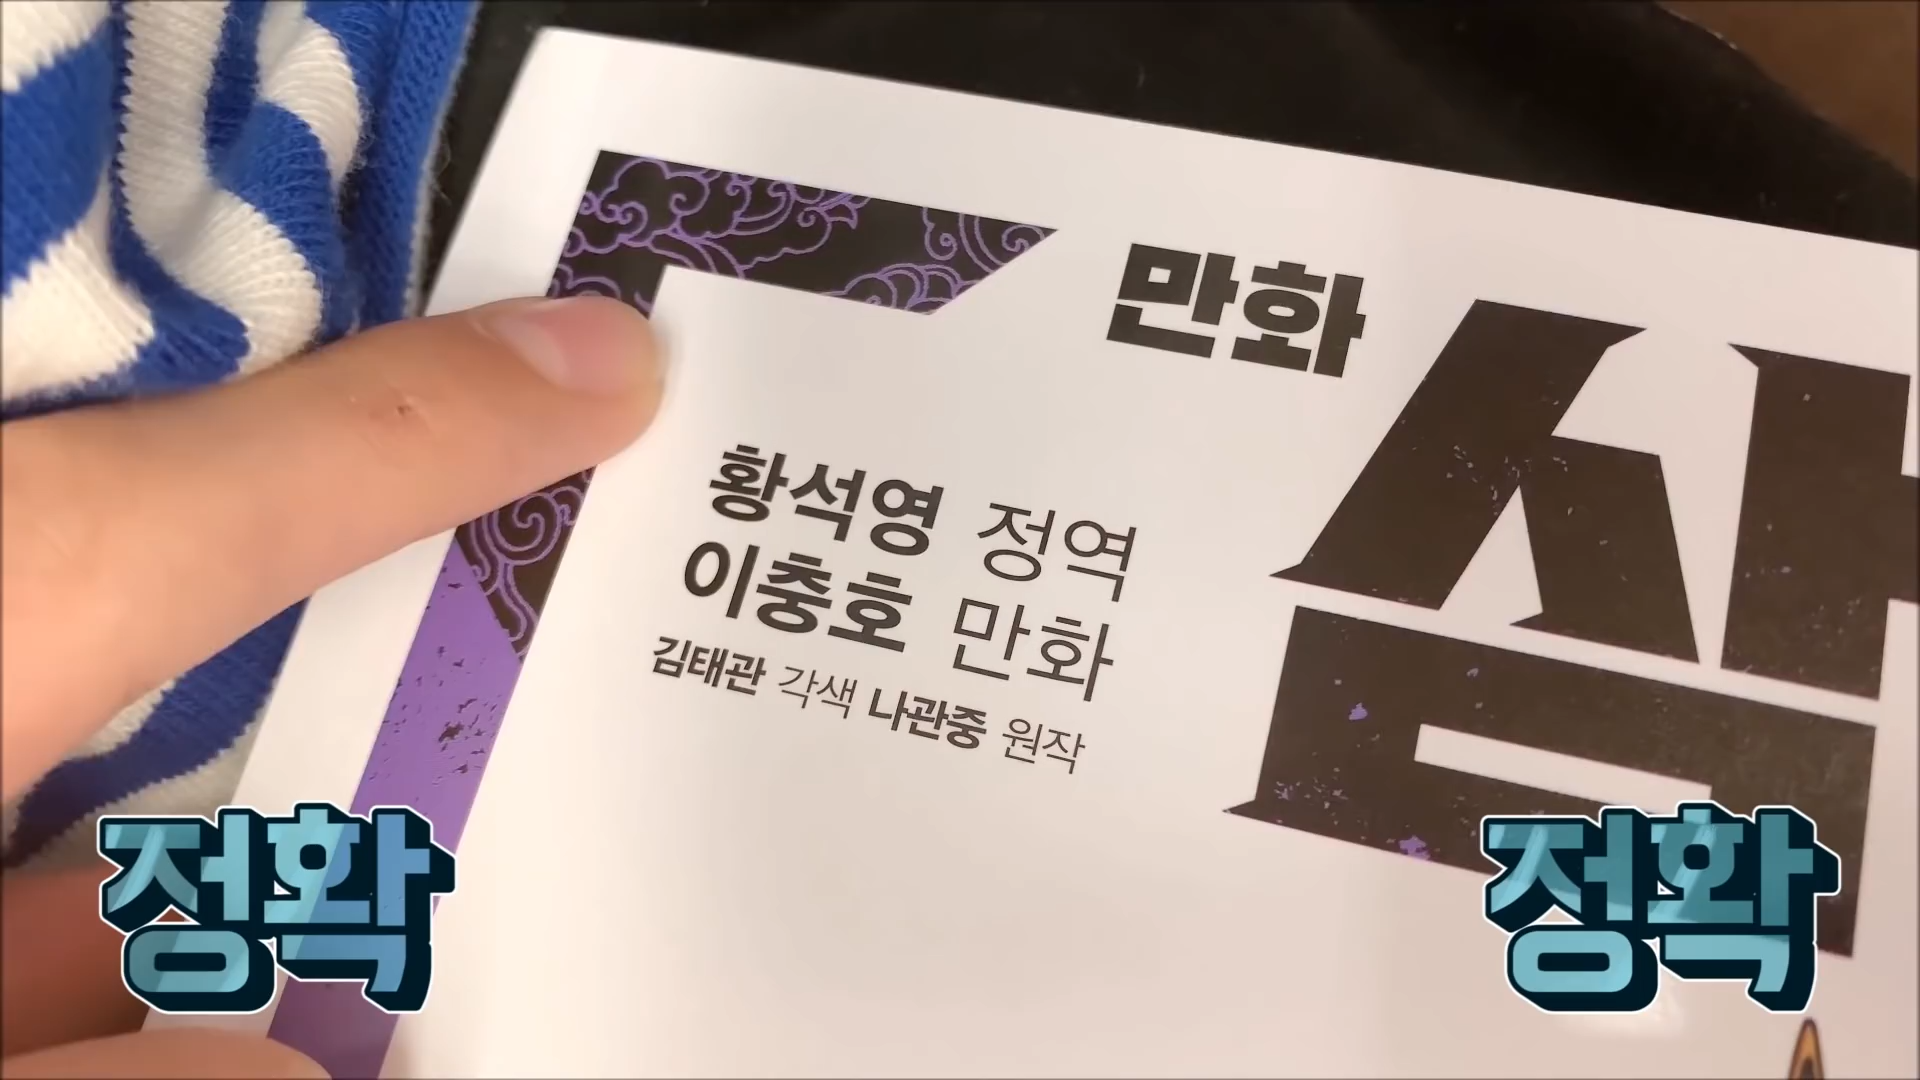 만화
삼
황석영 정역
이충호 만화
김태관 각색 나관중 원작
정확
정확